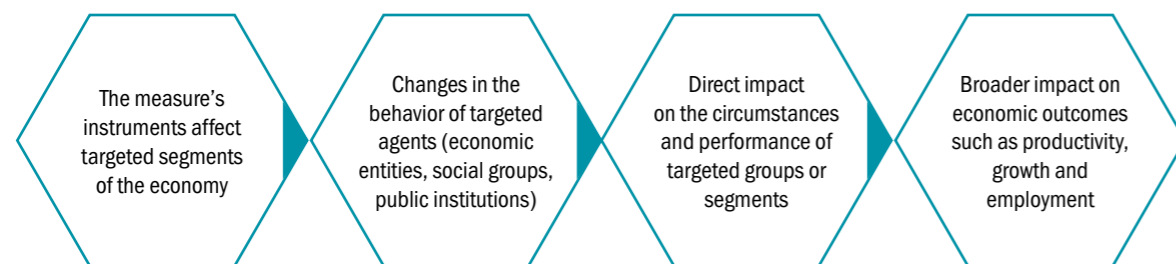 The measure's
instruments affect
targeted segments
of the economy
Changes in the
behavior of targeted
agents (economic
entities, social groups,
public institutions)
Direct impact
on the circumstances
and performance of
targeted groups or
segments
Broader impact on
economic outcomes
such as productivity,
growth and
employment